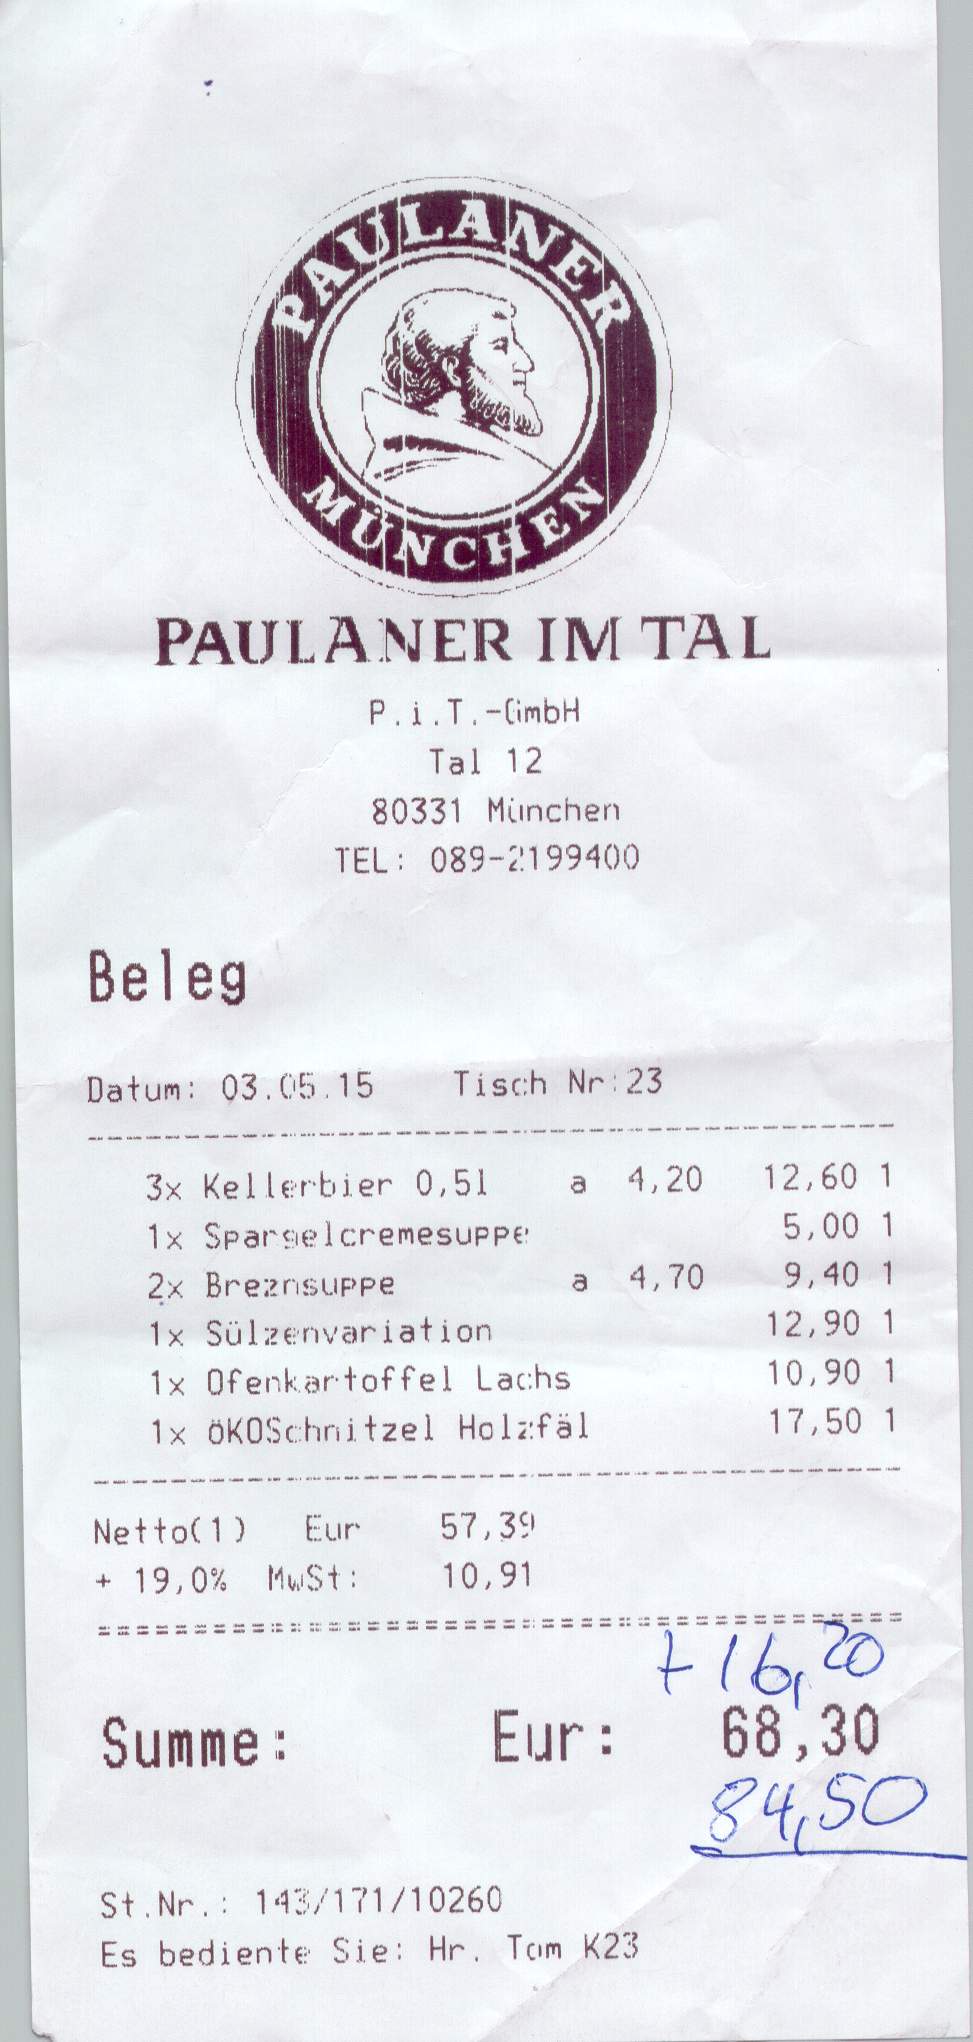 PAULANER
MÜNCHEN
PAULANER IM TAL
P.i.T.-GmbH
Tal 12
80331 München
TEL: 089-2199400
Beleg
Datum: 03.05.15 Tisch Nr:23
3x Kellerbier 0,5l a 4,20 12,60 1
1x Spargelcremesuppe 5,00 1
2x Breznsuppe a 4,70 9,40 1
1x Sülzenvariation 12,90 1
1x Ofenkartoffel Lachs 10,90 1
1x öKOSchnitzel Holzfäl 17,50 1
Netto(1) Eur 57,39
+ 19,0% MwSt: 10,91
+ 16,20
Summe: Eur: 68,30
84,50
St.Nr.: 143/171/10260
Es bediente Sie: Hr. Tom K23